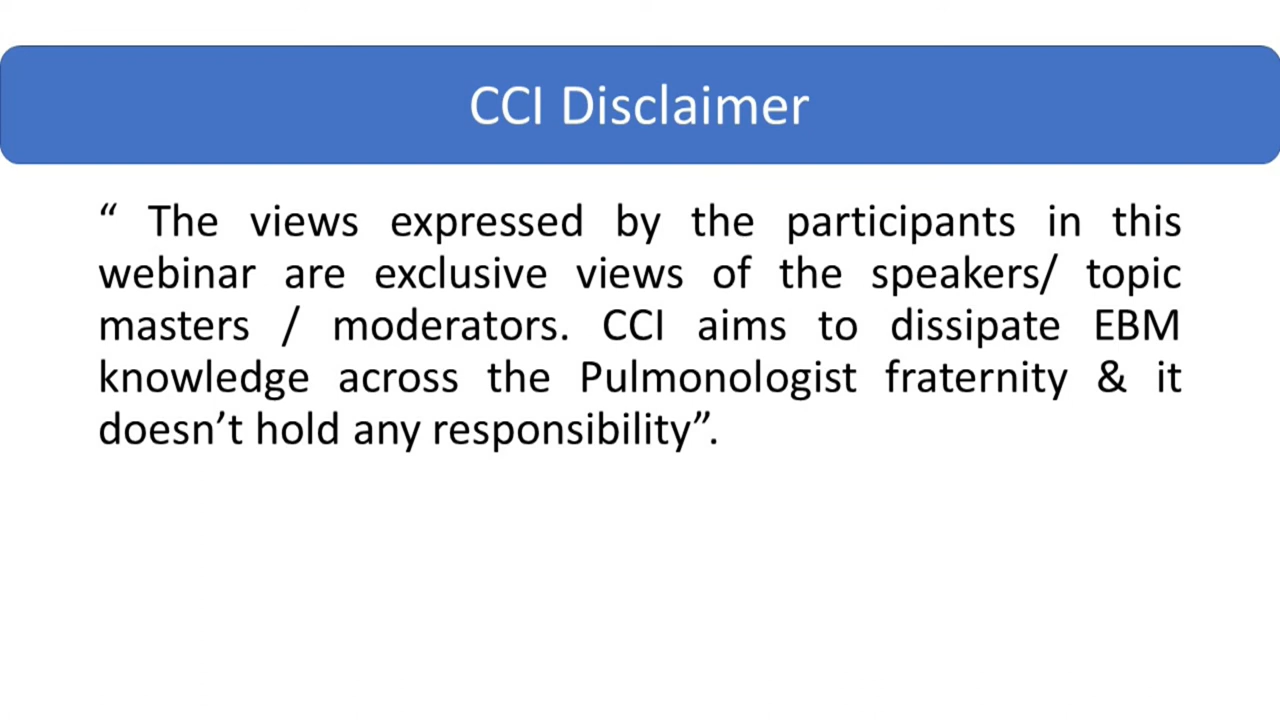 CCI Disclaimer
“ The views expressed by the participants in this
webinar are exclusive views of the speakers/ topic
masters / moderators. CCI aims to dissipate EBM
knowledge across the Pulmonologist fraternity & it
doesn’t hold any responsibility”.